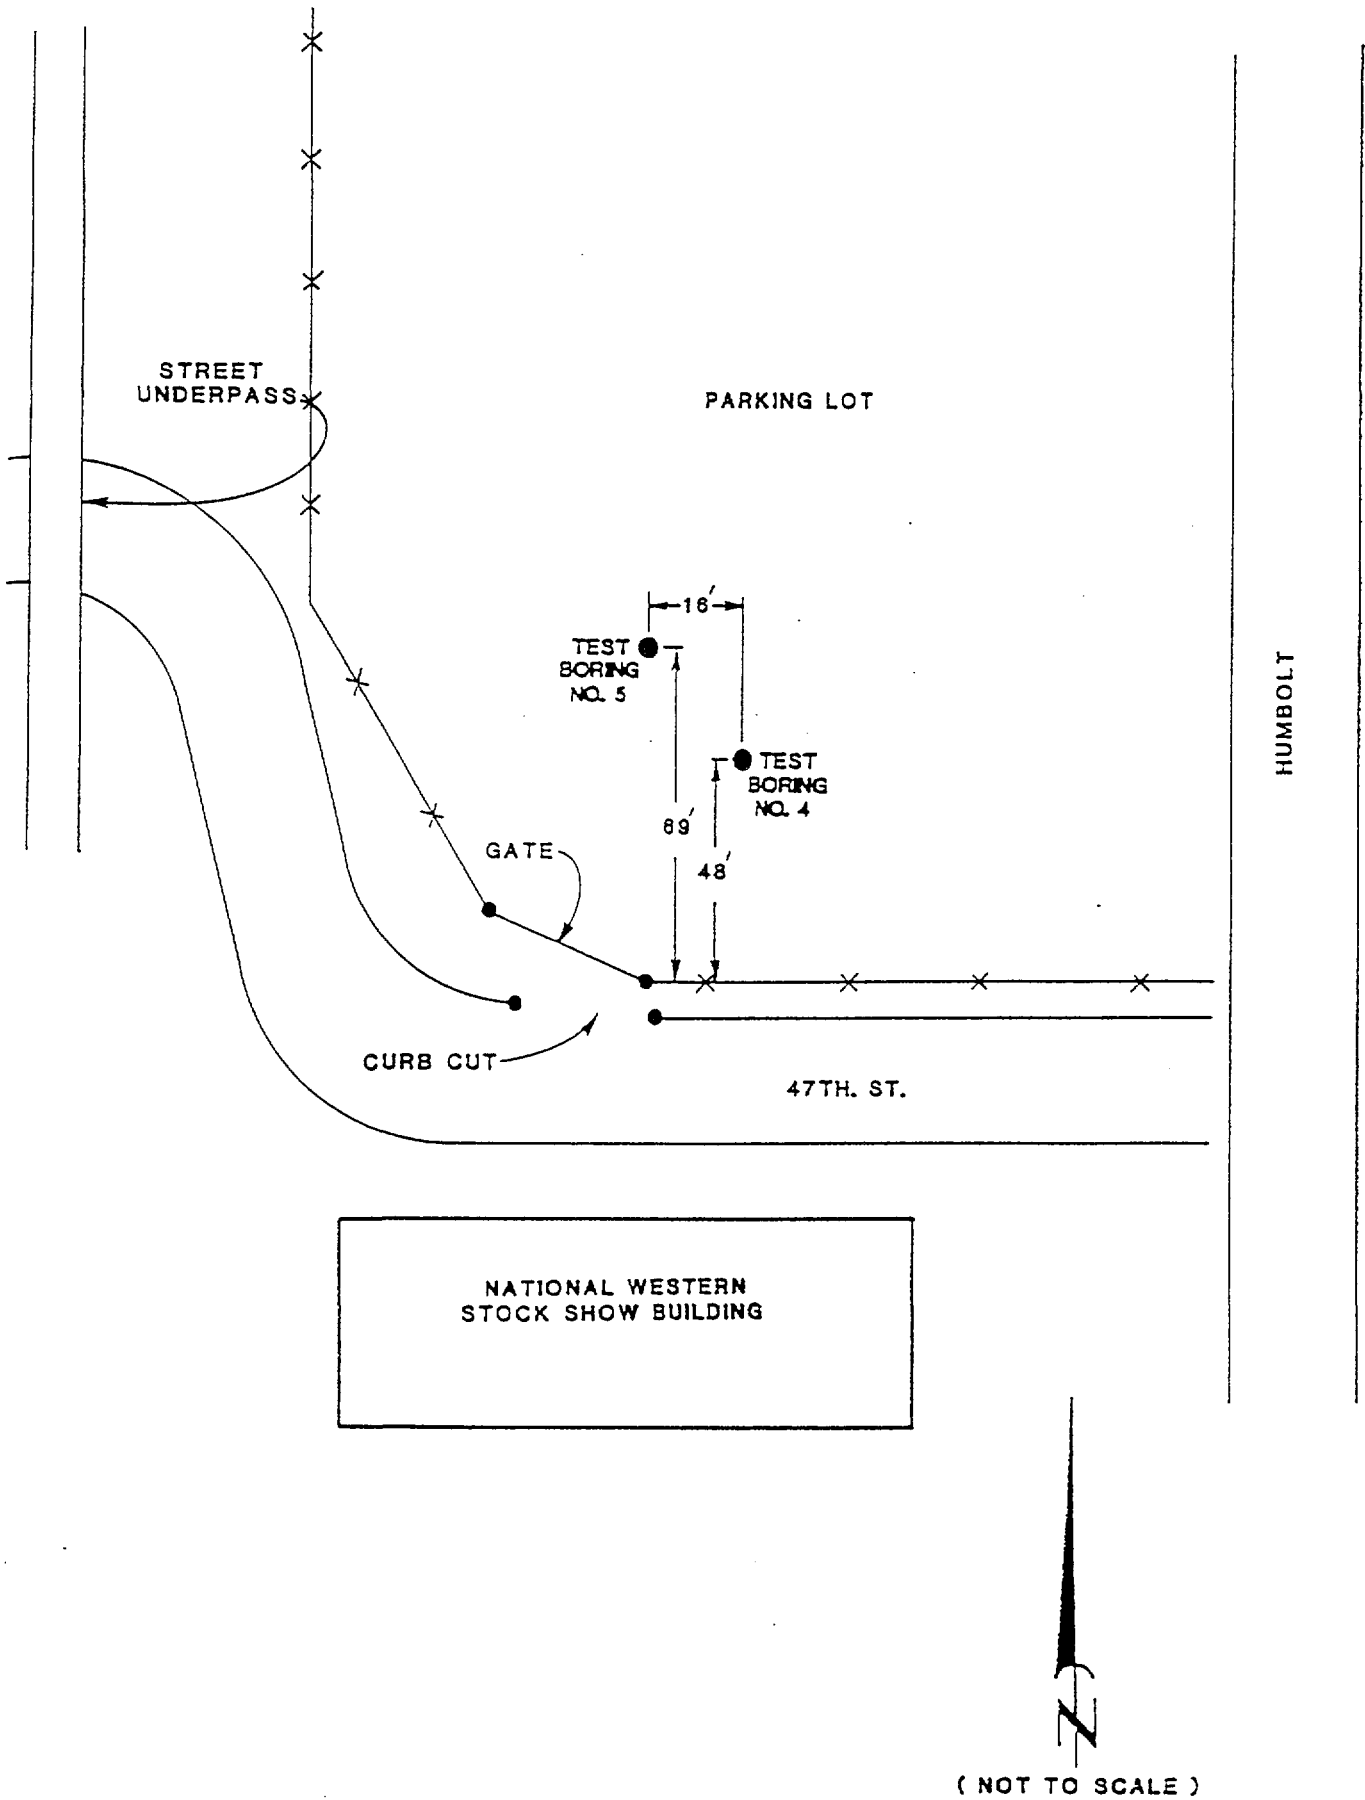 STREET
UNDERPASS
PARKING LOT
16'
TEST
BORING
NO. 5
TEST
BORING
NO. 4
HUMBOLT
69'
48'
GATE
CURB CUT
47TH. ST.
NATIONAL WESTERN
STOCK SHOW BUILDING
N
( NOT TO SCALE )